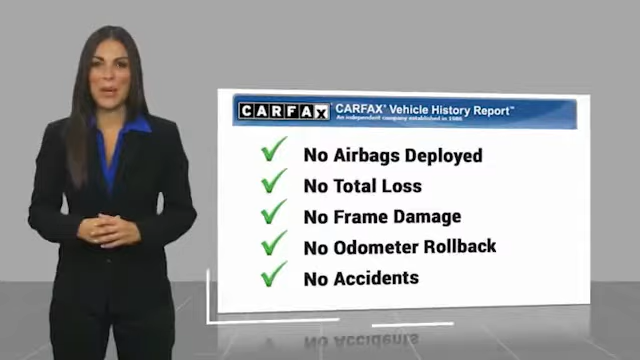 CARFAX CARFAX® Vehicle History Report™
An independent company established in 1986
No Airbags Deployed
No Total Loss
No Frame Damage
No Odometer Rollback
No Accidents